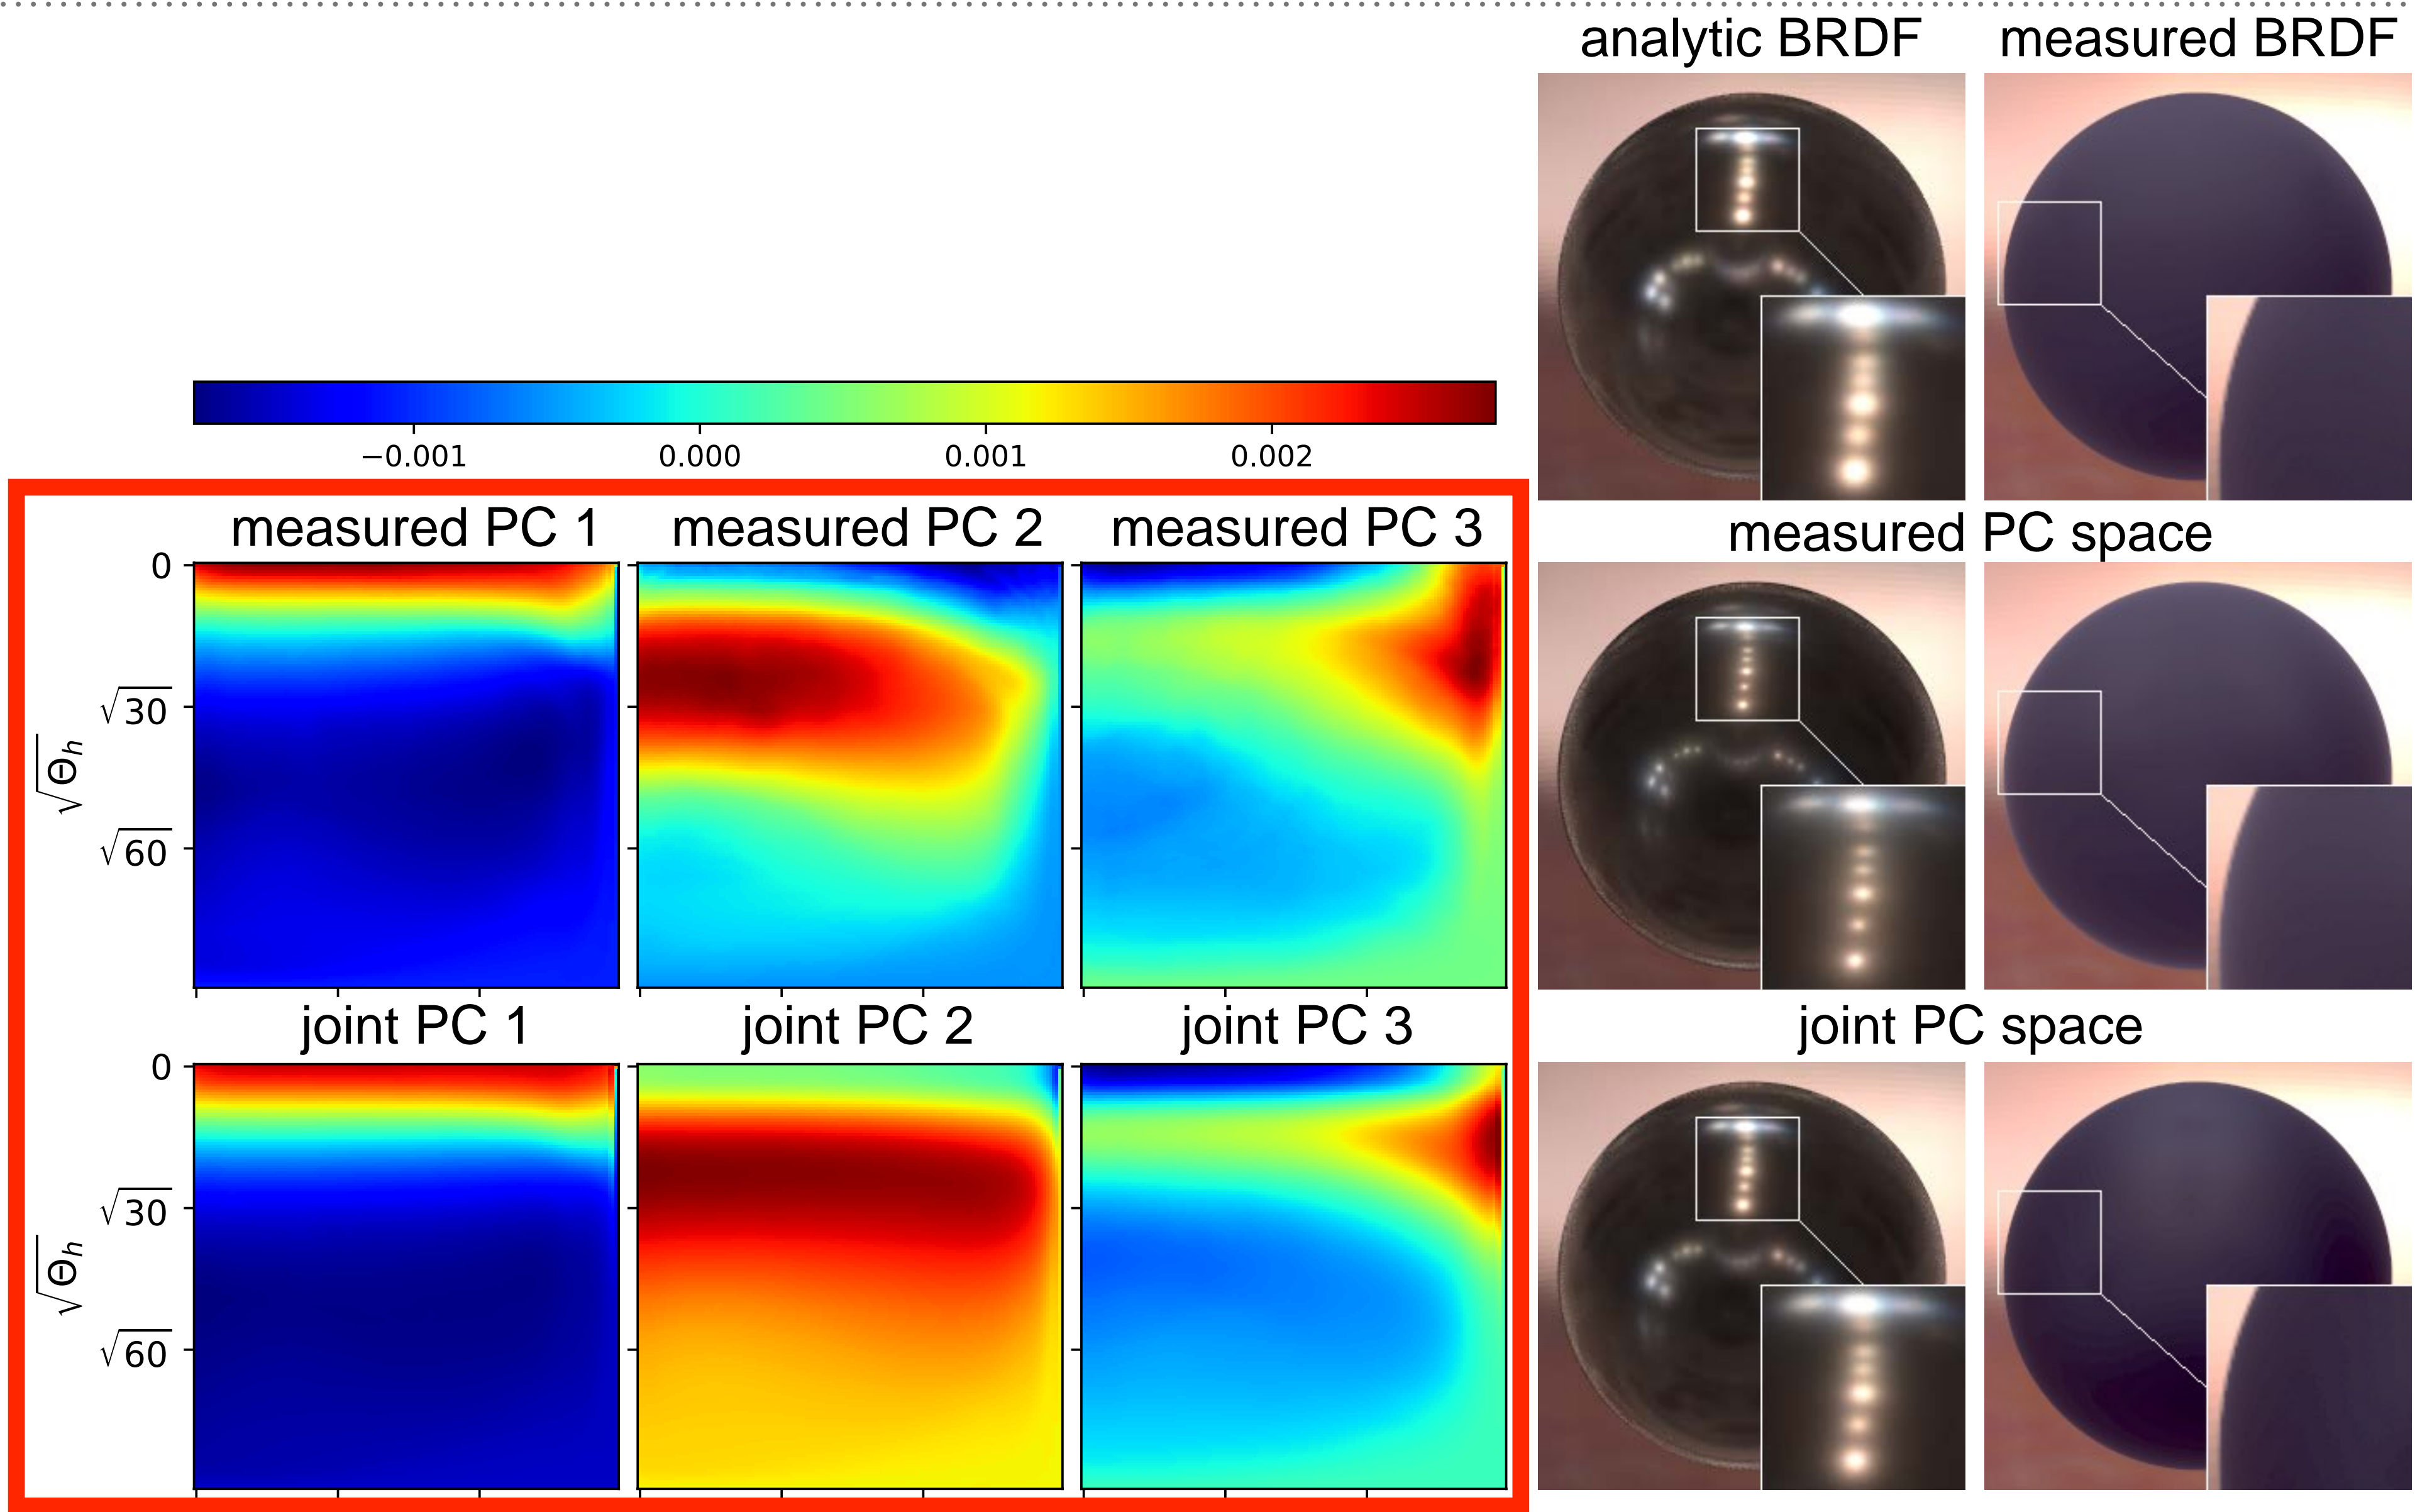 analytic BRDF
measured BRDF
−0.001
0.000
0.001
0.002
measured PC 1
measured PC 2
measured PC 3
measured PC space
0
√30
√60
√Θh
joint PC 1
joint PC 2
joint PC 3
joint PC space
0
√30
√60
√Θh